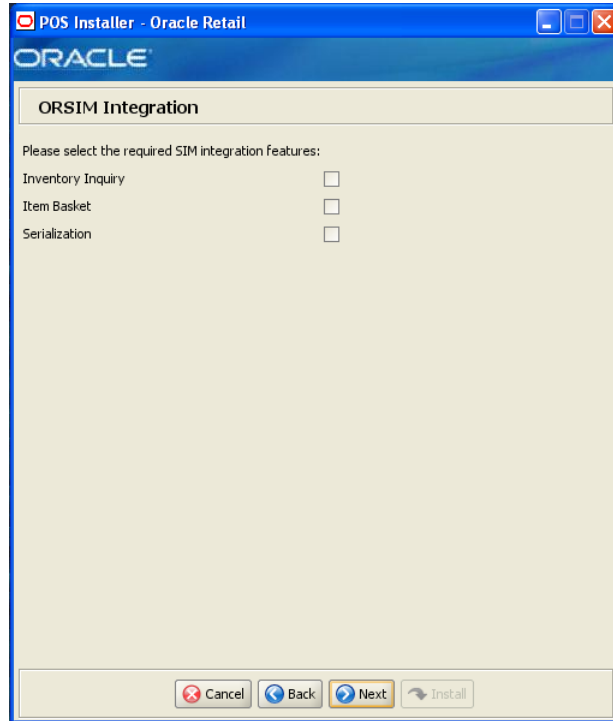 POS Installer - Oracle Retail
ORACLE
ORSIM Integration
Please select the required SIM integration features:
Inventory Inquiry
Item Basket
Serialization
Cancel Back Next Install